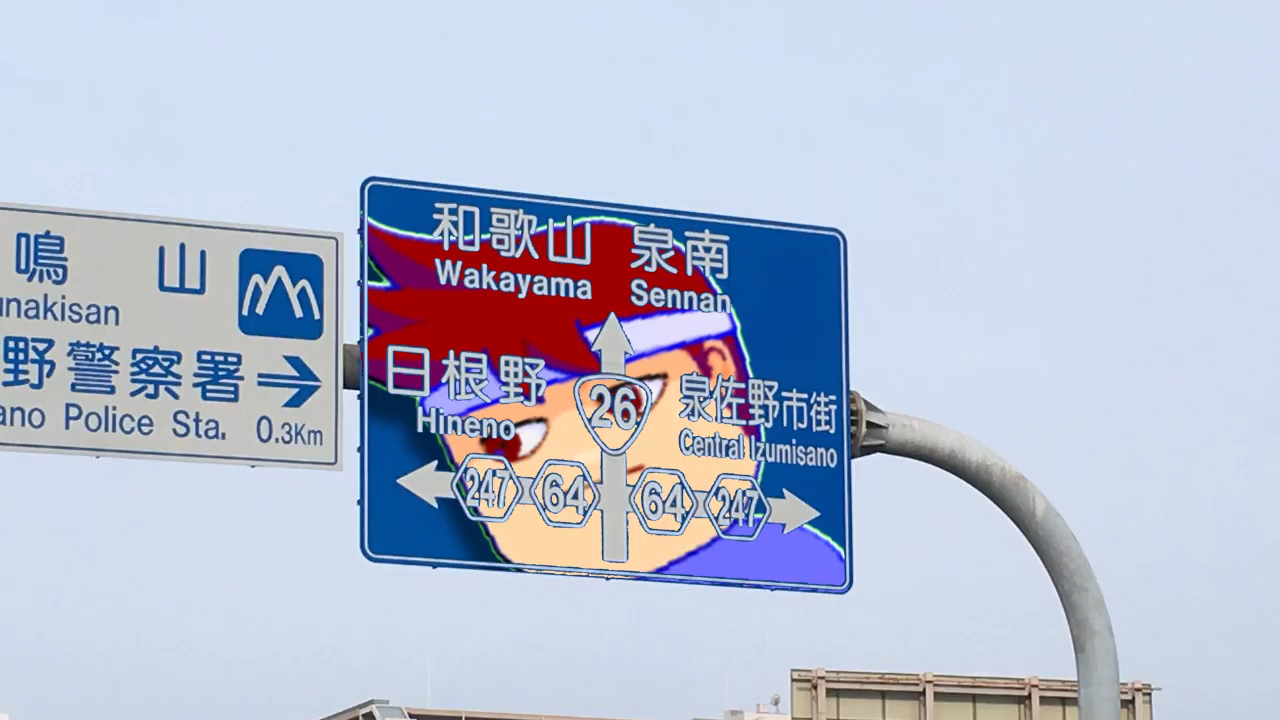 鳴 山
unakisan
野警察署
ano Police Sta. 0.3Km
和歌山 泉南
Wakayama Sennan
日根野
Hineno
26
泉佐野市街
Central Izumisano
247 64 64 247